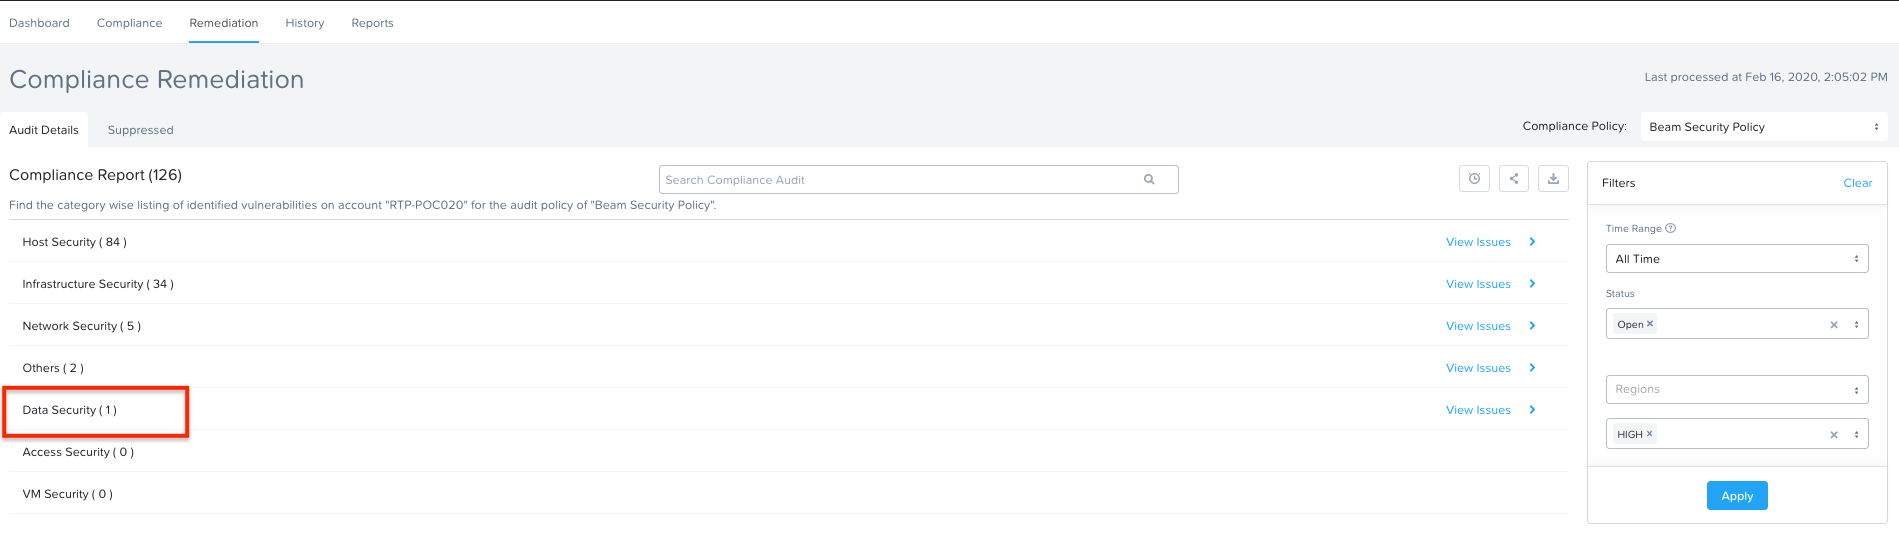 Dashboard Compliance Remediation History Reports
Compliance Remediation
Last processed at Feb 16, 2020, 2:05:02 PM
Audit Details Suppressed
Compliance Policy: Beam Security Policy
Compliance Report (126)
Search Compliance Audit
Find the category wise listing of identified vulnerabilities on account "RTP-POC020" for the audit policy of "Beam Security Policy".
Host Security ( 84 ) View Issues
Infrastructure Security ( 34 ) View Issues
Network Security ( 5 ) View Issues
Others ( 2 ) View Issues
Data Security ( 1 ) View Issues
Access Security ( 0 )
VM Security ( 0 )
Filters Clear
Time Range ?
All Time
Status
Open ×
Regions
HIGH ×
Apply